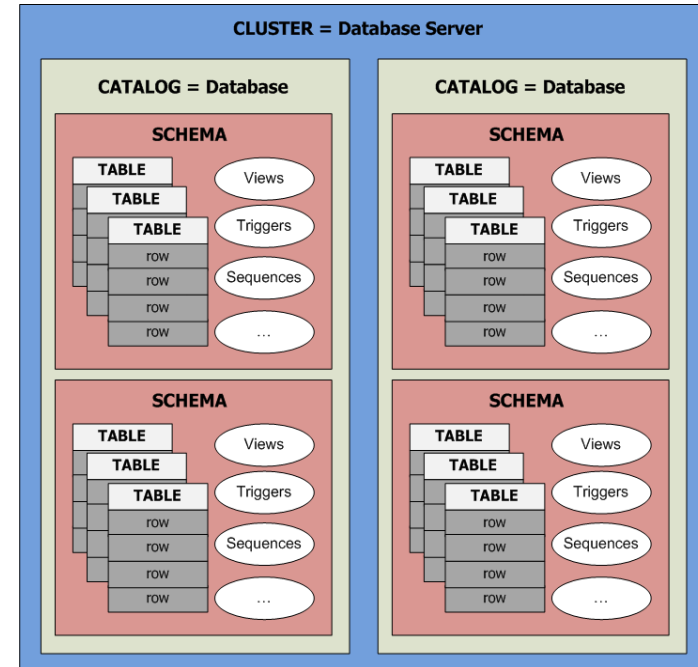 CLUSTER = Database Server
CATALOG = Database
SCHEMA
TABLE
TABLE
TABLE
row
row
row
row
Views
Triggers
Sequences
...
SCHEMA
TABLE
TABLE
TABLE
row
row
row
row
Views
Triggers
Sequences
...
CATALOG = Database
SCHEMA
TABLE
TABLE
TABLE
row
row
row
row
Views
Triggers
Sequences
...
SCHEMA
TABLE
TABLE
TABLE
row
row
row
row
Views
Triggers
Sequences
...